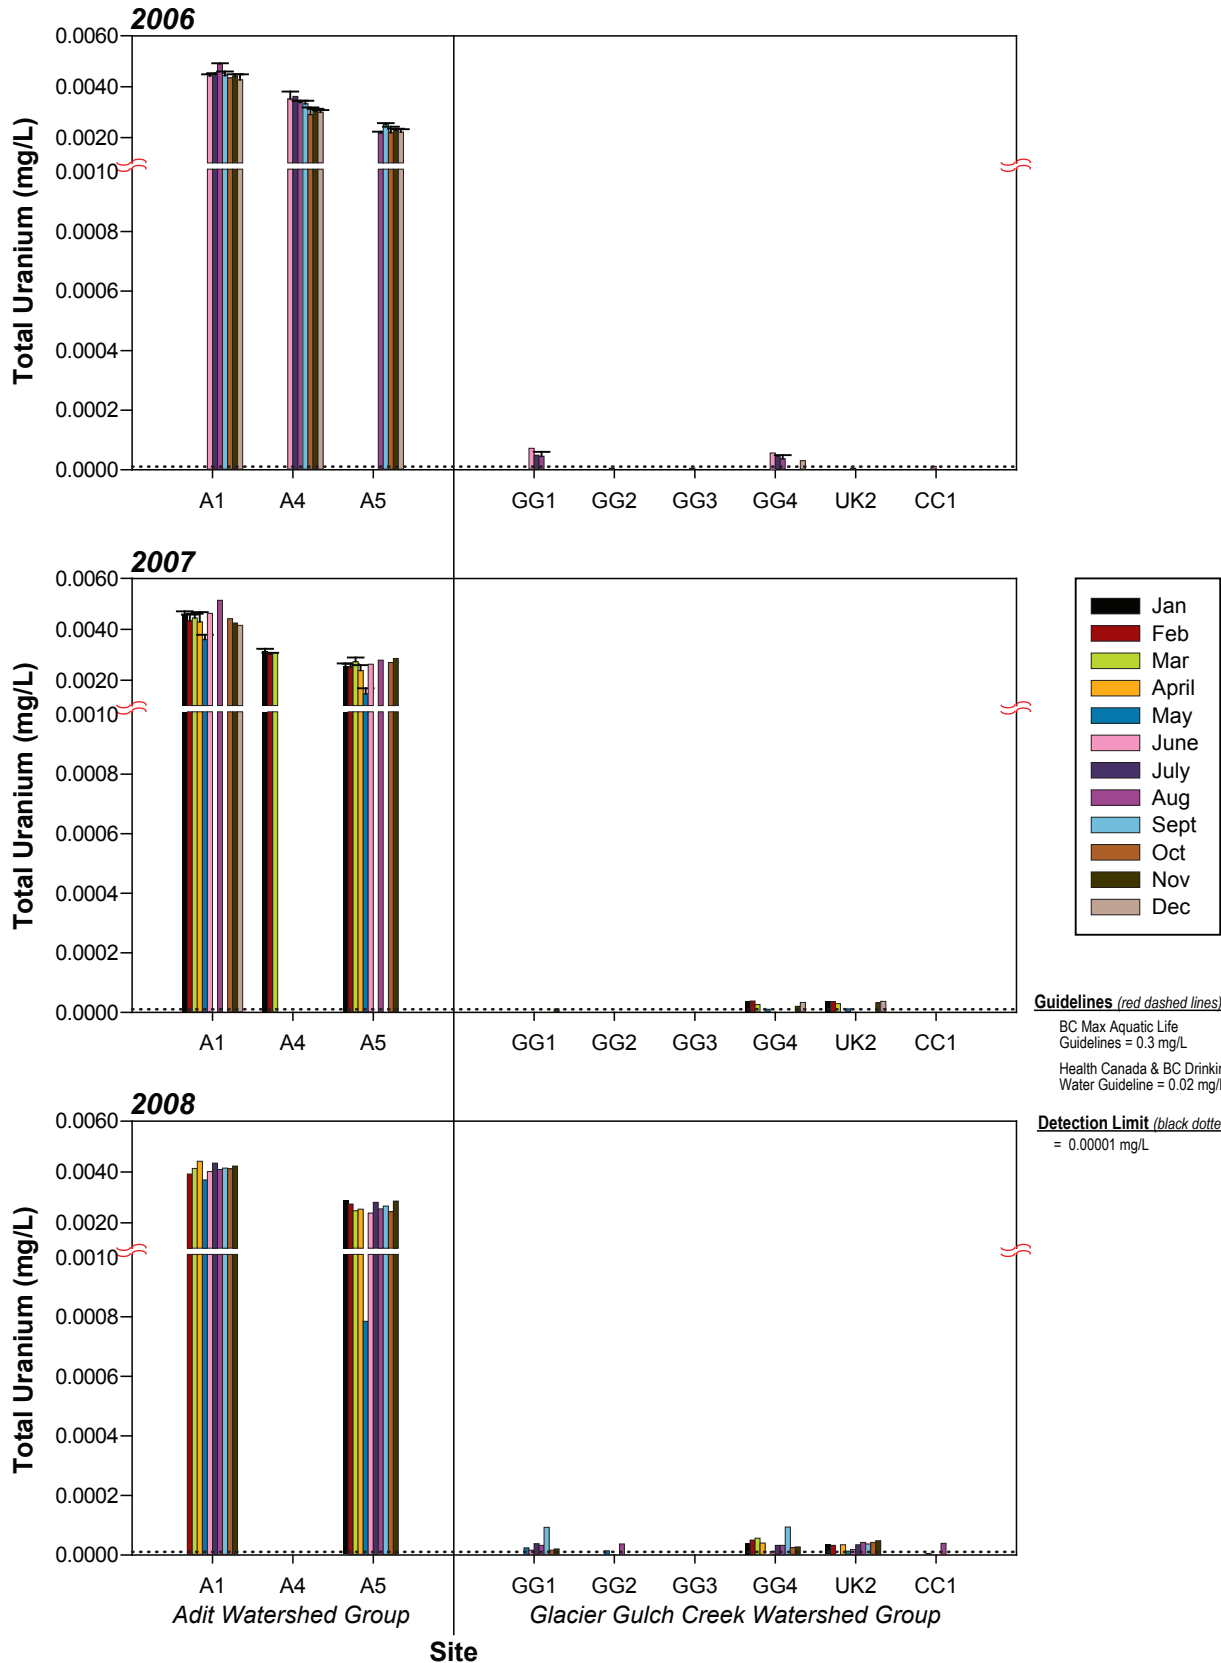 2006
Total Uranium (mg/L)
0.0060
0.0040
0.0020
0.0010
0.0008
0.0006
0.0004
0.0002
0.0000
A1 A4 A5 GG1 GG2 GG3 GG4 UK2 CC1
2007
Total Uranium (mg/L)
0.0060
0.0040
0.0020
0.0010
0.0008
0.0006
0.0004
0.0002
0.0000
A1 A4 A5 GG1 GG2 GG3 GG4 UK2 CC1
Jan
Feb
Mar
April
May
June
July
Aug
Sept
Oct
Nov
Dec
Guidelines (red dashed lines)
BC Max Aquatic Life
Guidelines = 0.3 mg/L
Health Canada & BC Drinkin
Water Guideline = 0.02 mg/
Detection Limit (black dotte
= 0.00001 mg/L
2008
Total Uranium (mg/L)
0.0060
0.0040
0.0020
0.0010
0.0008
0.0006
0.0004
0.0002
0.0000
A1 A4 A5 GG1 GG2 GG3 GG4 UK2 CC1
Adit Watershed Group Glacier Gulch Creek Watershed Group
Site